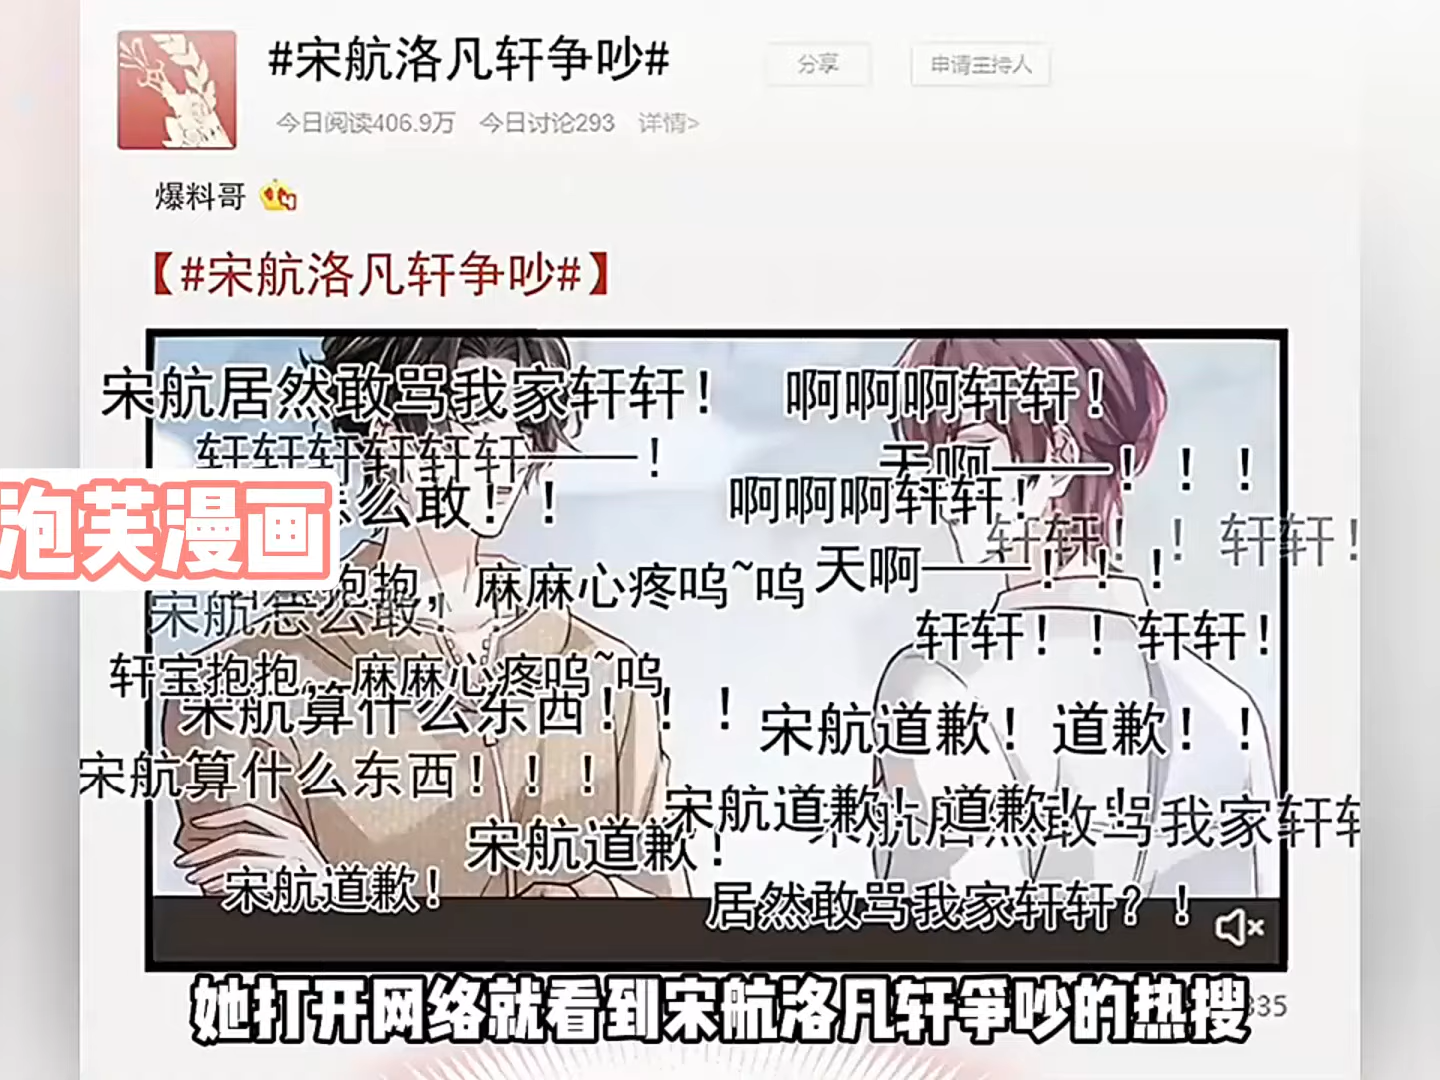 #宋航洛凡轩争吵#
分享
申请主持人
今日阅读406.9万 今日讨论293 详情>
爆料哥
【#宋航洛凡轩争吵#】
宋航居然敢骂我家轩轩！
啊啊啊轩轩！
轩轩轩轩轩轩——！
天啊——！！！
怎么敢！！
啊啊啊轩轩！
轩轩！！轩轩！
泡芙漫画
抱抱，麻麻心疼呜~呜
天啊——！！！
宋航怎么敢！！
轩轩！！轩轩！
轩宝抱抱，麻麻心疼呜~呜
宋航算什么东西！！！
宋航道歉！道歉！！
宋航算什么东西！！！
宋航道歉！道歉！！
宋航居然敢骂我家轩轩
宋航道歉！
宋航道歉！
居然敢骂我家轩轩？！
她打开网络就看到宋航洛凡轩争吵的热搜
335